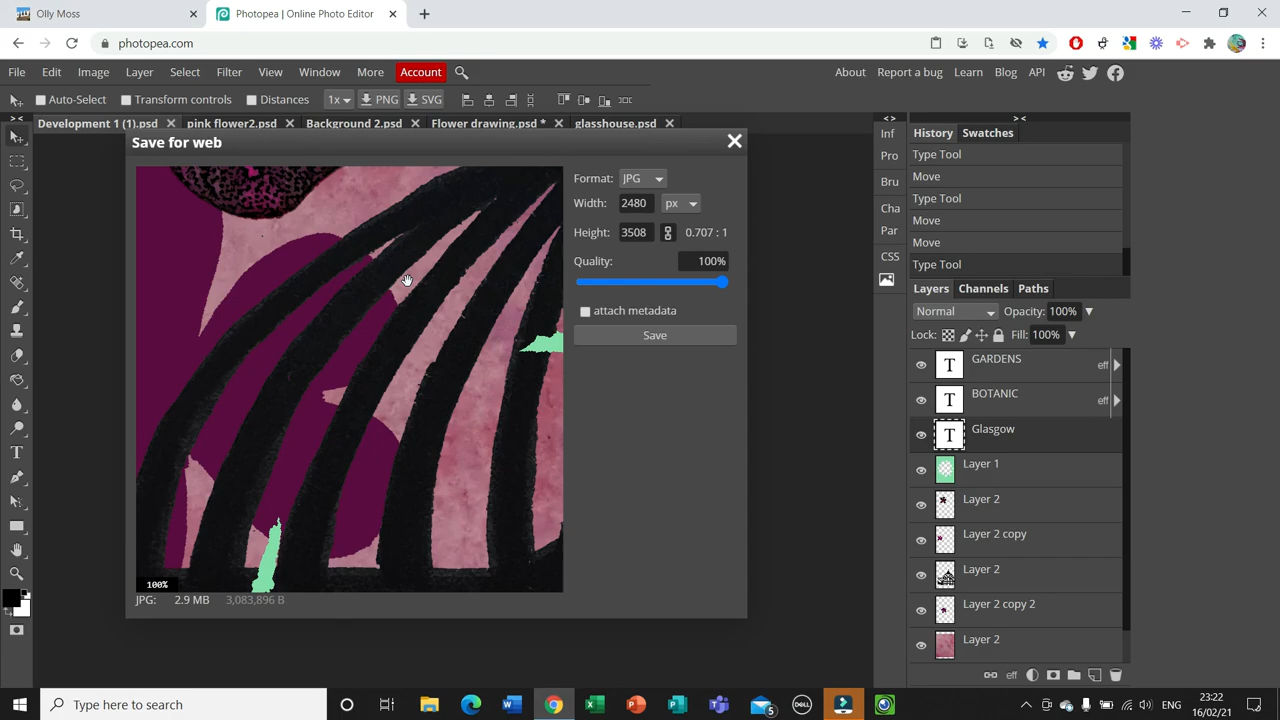 Olly Moss
Photopea | Online Photo Editor
photopea.com
File Edit Image Layer Select Filter View Window More Account
About Report a bug Learn Blog API
Auto-Select Transform controls Distances 1x PNG SVG
Development 1 (1).psd pink flower2.psd Background 2.psd Flower drawing.psd * glasshouse.psd
Save for web
Format: JPG
Width: 2480 px
Height: 3508 0.707 : 1
Quality: 100%
attach metadata
Save
100%
JPG: 2.9 MB 3,083,896 B
Inf
Pro
Bru
Cha
Par
CSS
History Swatches
Type Tool
Move
Type Tool
Move
Move
Type Tool
Layers Channels Paths
Normal Opacity: 100%
Lock: Fill: 100%
T GARDENS eff
T BOTANIC eff
T Glasgow
Layer 1
Layer 2
Layer 2 copy
Layer 2
Layer 2 copy 2
Layer 2
eff
Type here to search
5
DELL
ENG
23:22
16/02/21